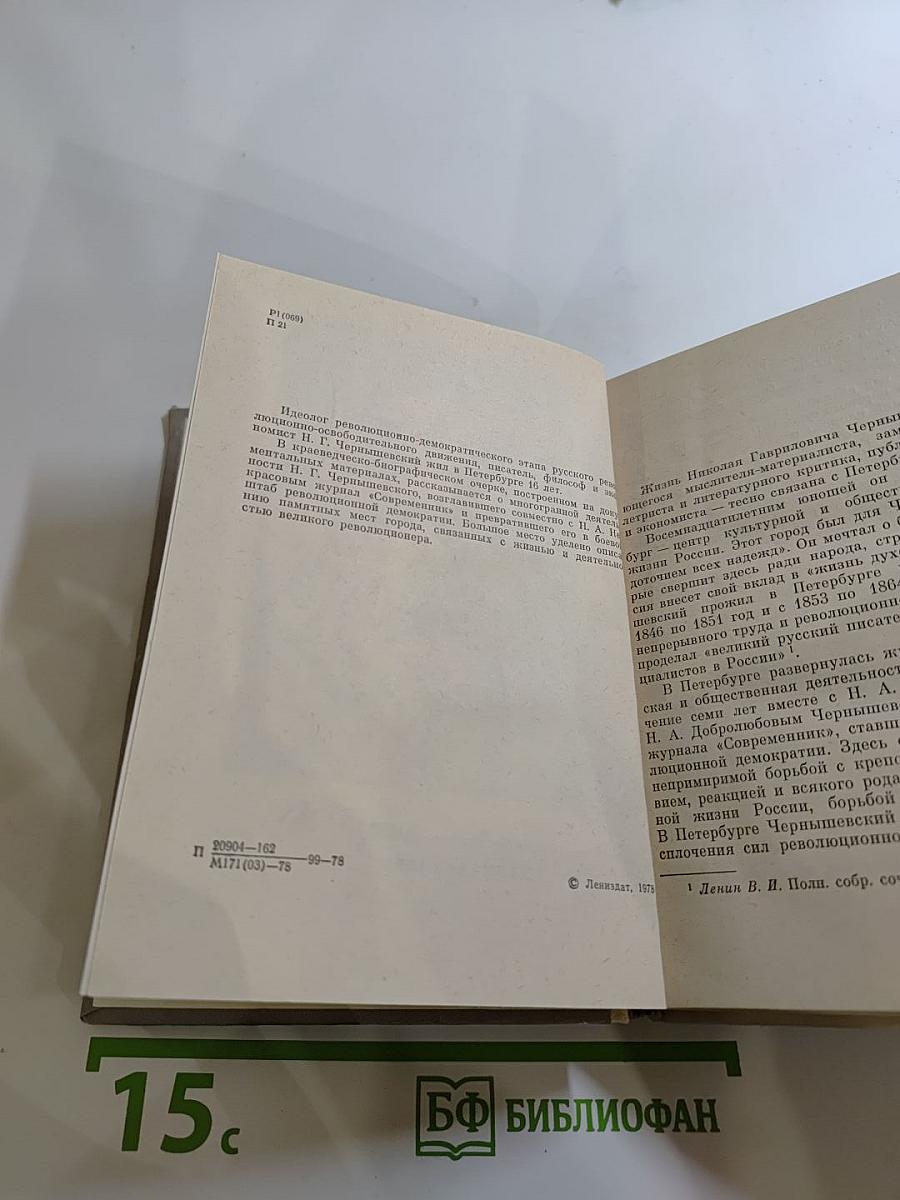 Р1(069)
П 21
Идеолог революционно-демократического этапа русского рево
люционно-освободительного движения, писатель, философ и эко
номист Н. Г. Чернышевский жил в Петербурге 16 лет.
В краеведческо-биографическом очерке, построенном на доку
ментальных материалах, рассказывается о многогранной деятель
ности Н. Г. Чернышевского, возглавившего совместно с Н. А. Не
красовым журнал «Современник» и превратившего его в боево
штаб революционной демократии. Большое место уделено описа
нию памятных мест города, связанных с жизнью и деятельно
стью великого революционера.
П 20904—162
М171(03)—78 —99—78
© Лениздат, 1978
Жизнь Николая Гавриловича Черны
ющегося мыслителя-материалиста, зам
летриста и литературного критика, публ
и экономиста — тесно связана с Петерб
Восемнадцатилетним юношей он
бург — центр культурной и общест
жизни России. Этот город был для Ч
доточием всех надежд». Он мечтал о б
рые свершит здесь ради народа, стр
сия внесет свой вклад в «жизнь духо
шевский прожил в Петербурге
1846 по 1851 год и с 1853 по 1864
непрерывного труда и революционн
проделал «великий русский писате
циалистов в России» 1.
В Петербурге развернулась жу
ская и общественная деятельност
чение семи лет вместе с Н. А.
Н. А. Добролюбовым Чернышев
журнала «Современник», ставш
люционной демократии. Здесь
непримиримой борьбой с крепо
вием, реакцией и всякого рода
ной жизни России, борьбой
В Петербурге Чернышевский
сплочения сил революционно
1 Ленин В. И. Полн. собр. соч
15 с
БФ БИБЛИОФАН